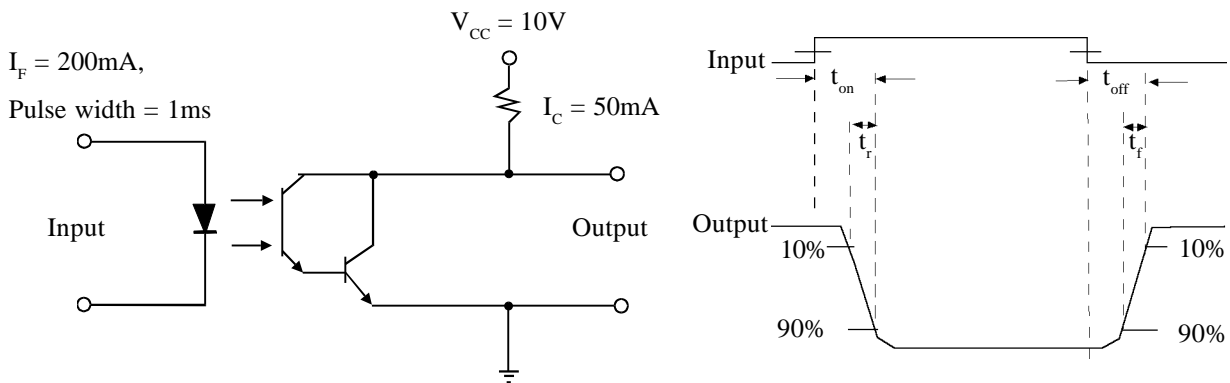 V_CC = 10V
I_F = 200mA,
Pulse width = 1ms
I_C = 50mA
Input
Output
Input
t_on
t_off
t_r
t_f
Output
10%
10%
90%
90%